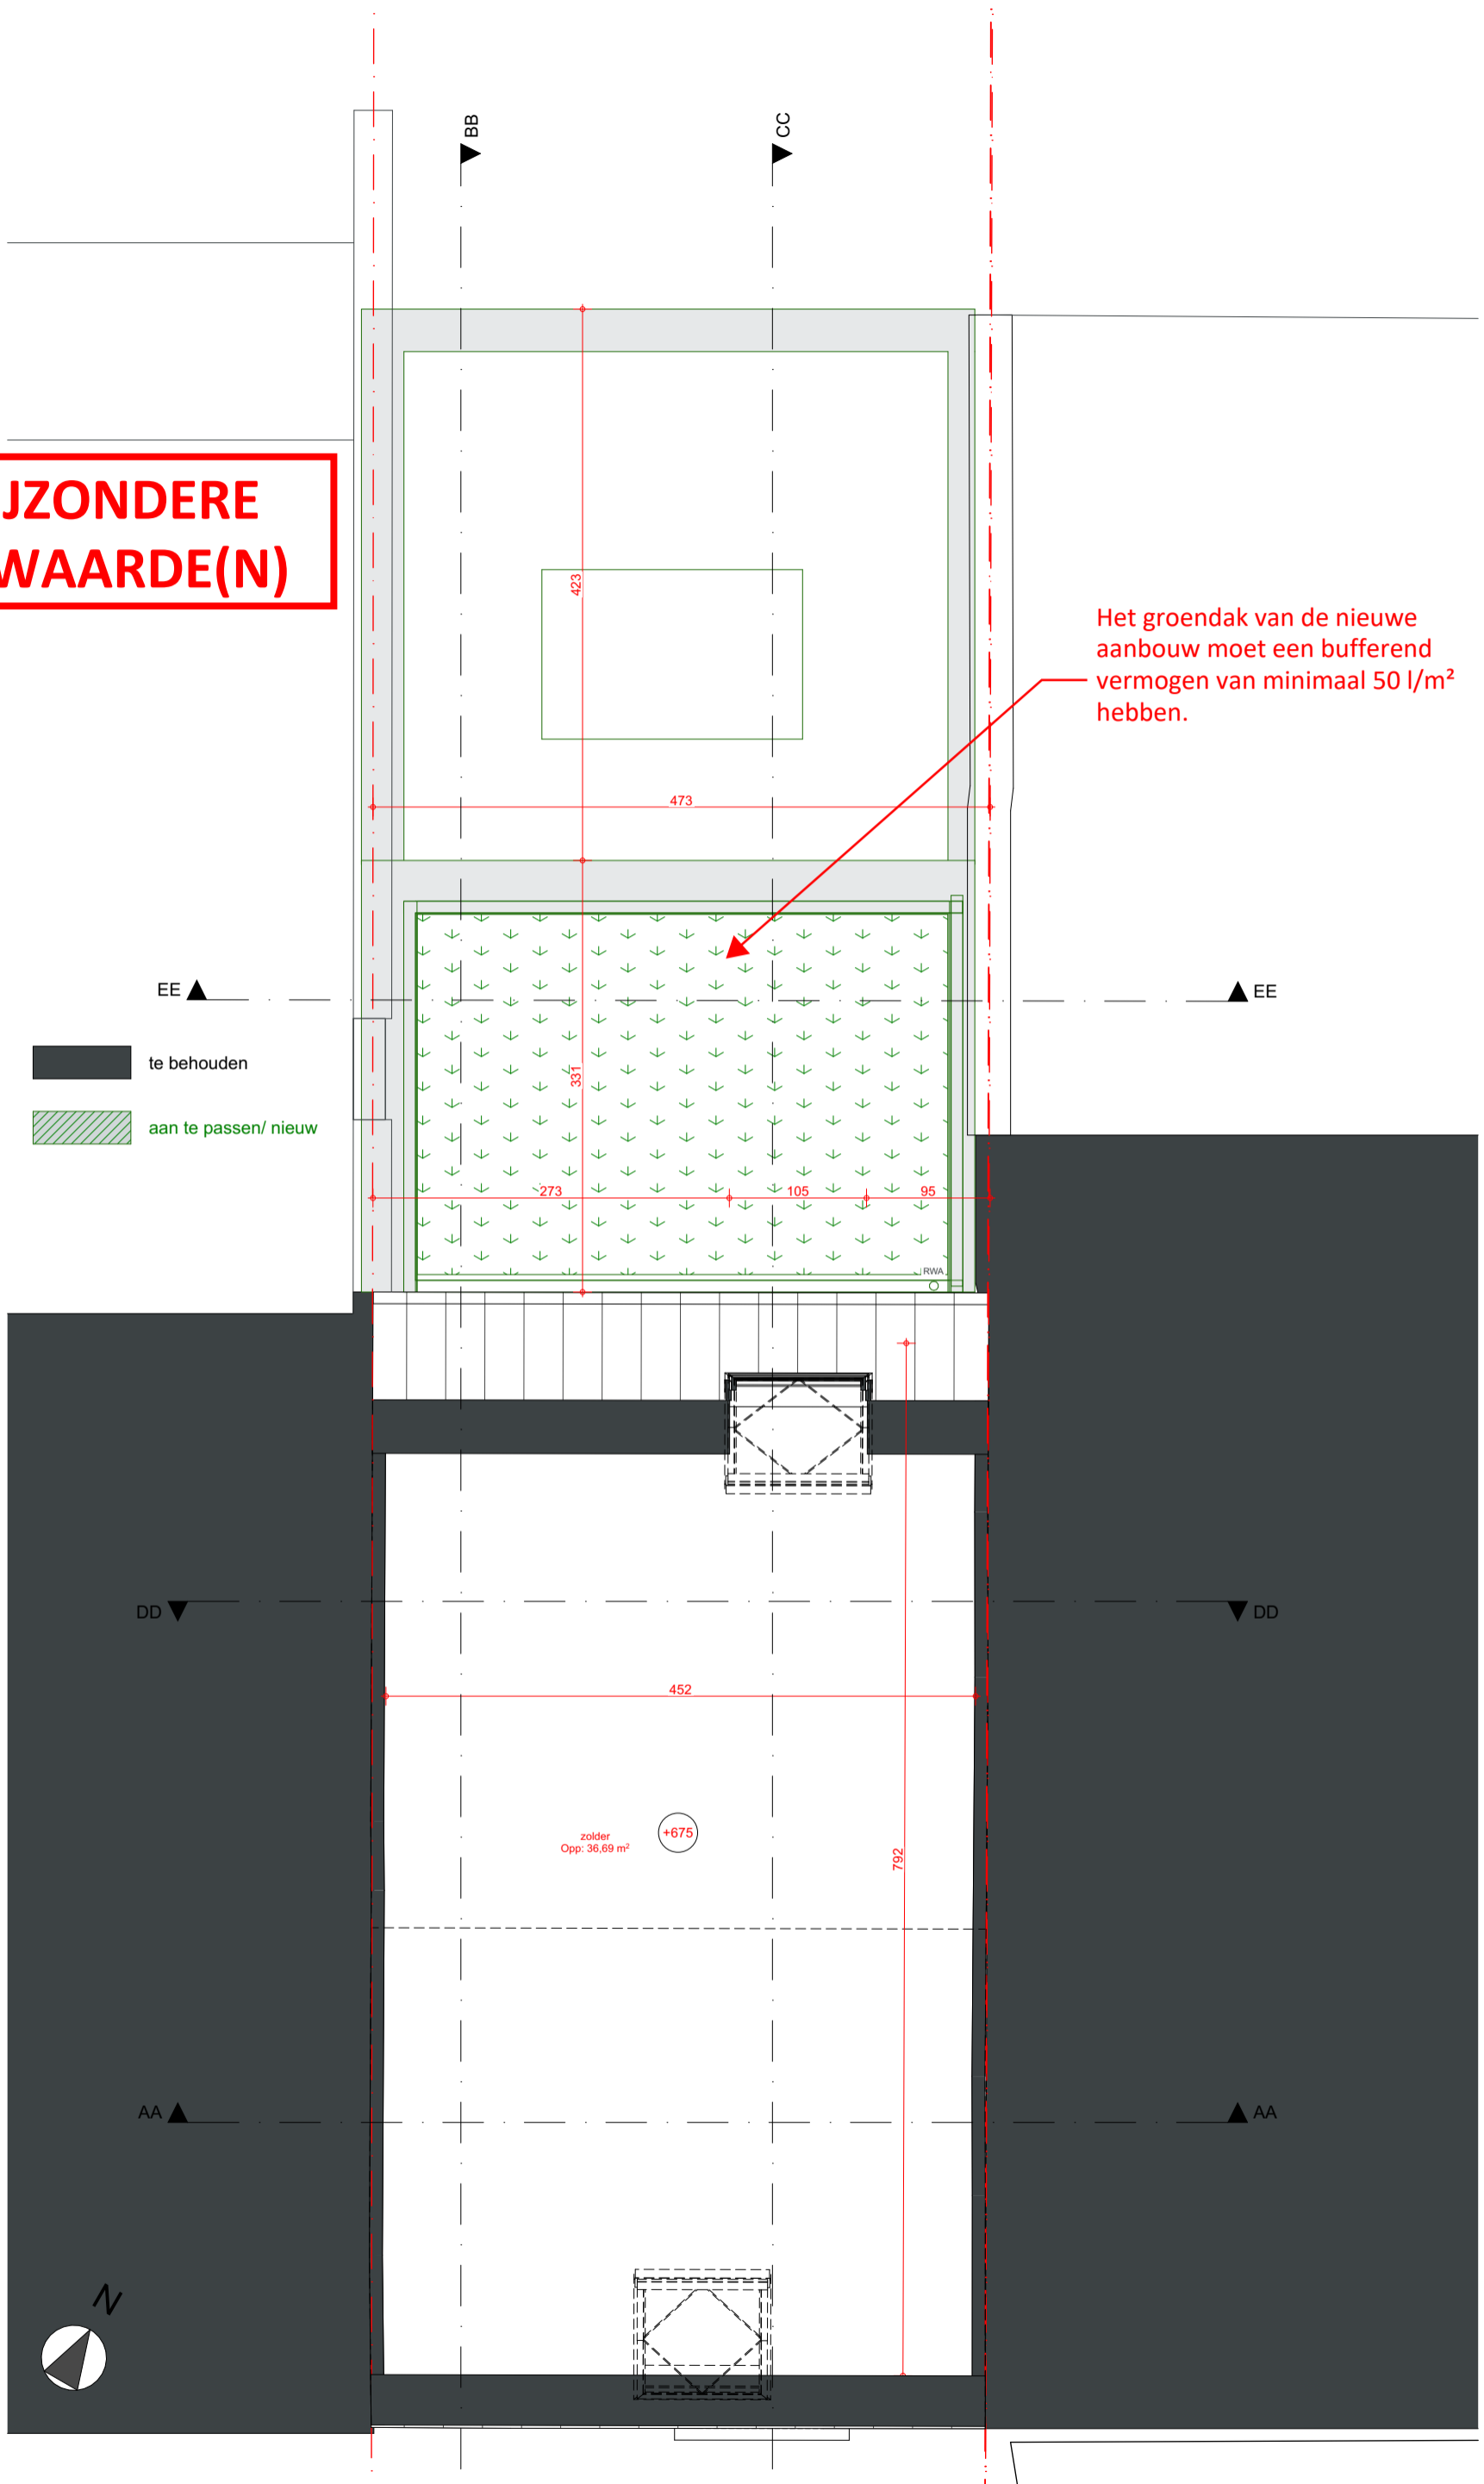 BB
CC
JZONDERE
WAARDE(N)
423
Het groendak van de nieuwe
aanbouw moet een bufferend
vermogen van minimaal 50 l/m²
hebben.
473
EE
EE
te behouden
331
aan te passen/ nieuw
273
105
95
RWA
DD
DD
452
+675
zolder
Opp: 36,69 m²
792
AA
AA
N